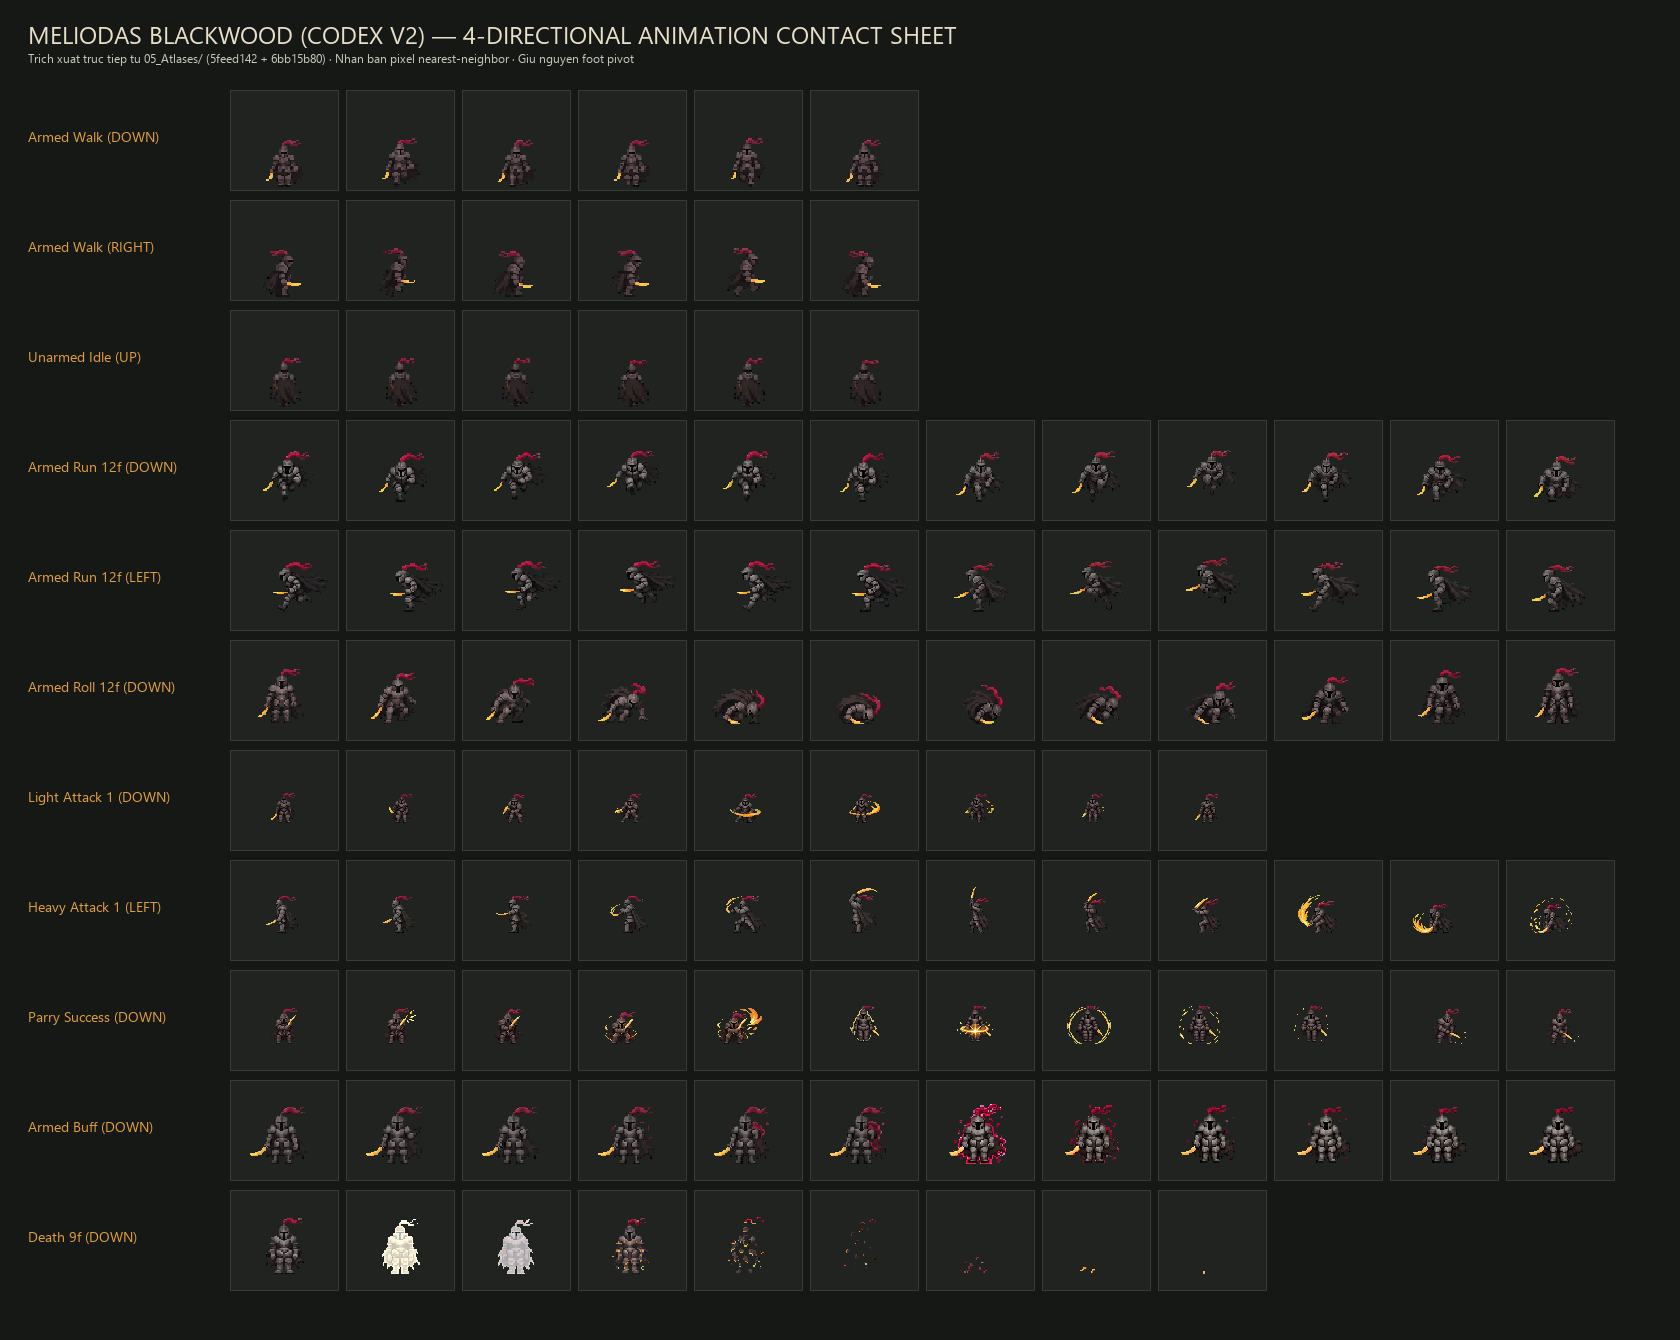 MELIODAS BLACKWOOD (CODEX V2) — 4-DIRECTIONAL ANIMATION CONTACT SHEET
Trich xuat truc tiep tu 05_Atlases/ (5feed142 + 6bb15b80) · Nhan ban pixel nearest-neighbor · Giu nguyen foot pivot
Armed Walk (DOWN)
Armed Walk (RIGHT)
Unarmed Idle (UP)
Armed Run 12f (DOWN)
Armed Run 12f (LEFT)
Armed Roll 12f (DOWN)
Light Attack 1 (DOWN)
Heavy Attack 1 (LEFT)
Parry Success (DOWN)
Armed Buff (DOWN)
Death 9f (DOWN)